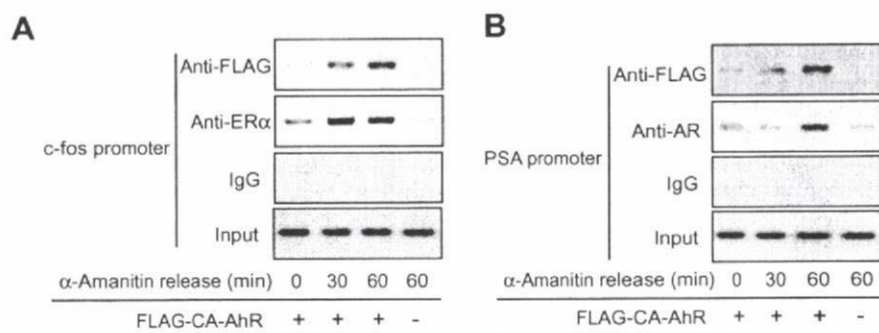 A
c-fos promoter
Anti-FLAG
Anti-ERα
IgG
Input
α-Amanitin release (min) 0 30 60 60
FLAG-CA-AhR + + + -
B
PSA promoter
Anti-FLAG
Anti-AR
IgG
Input
α-Amanitin release (min) 0 30 60 60
FLAG-CA-AhR + + + -